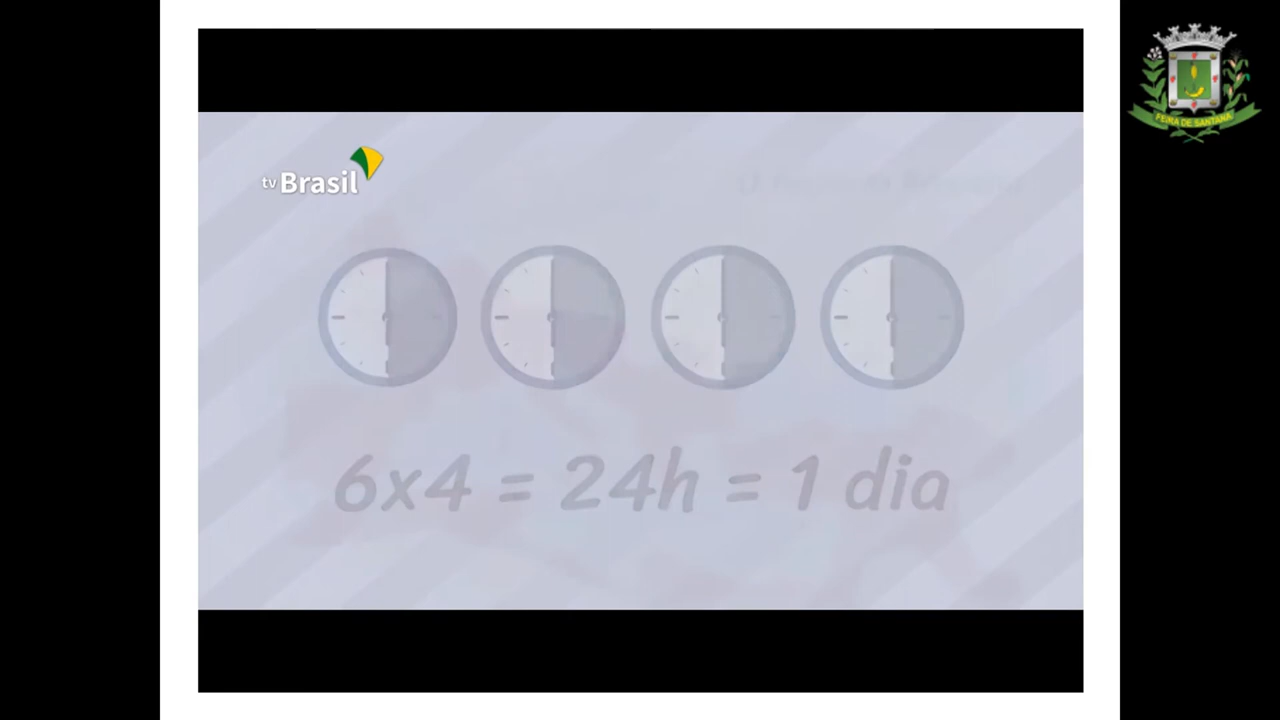 FEIRA DE SANTANA
tv Brasil
6x4 = 24h = 1 dia